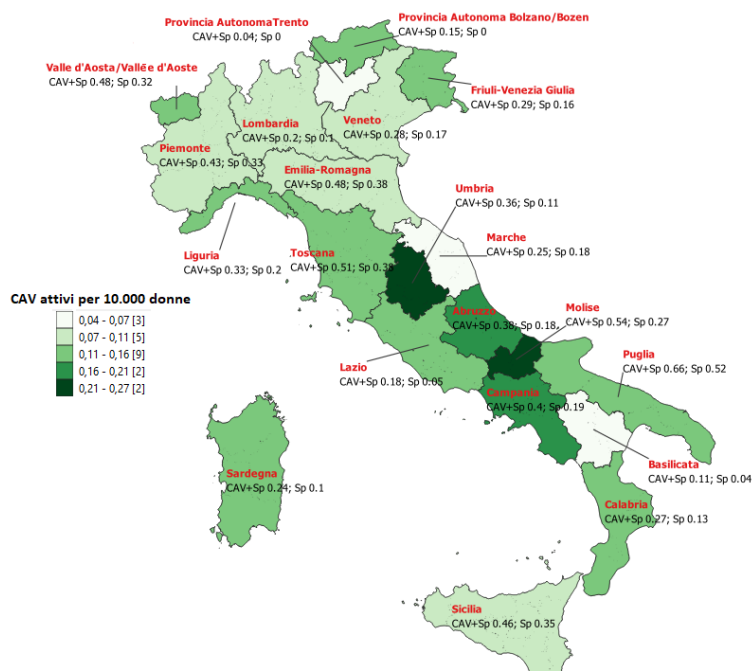 Provincia AutonomaTrento
CAV+Sp 0.04; Sp 0
Provincia Autonoma Bolzano/Bozen
CAV+Sp 0.15; Sp 0
Valle d'Aosta/Vallèe d'Aoste
CAV+Sp 0.48; Sp 0.32
Friuli-Venezia Giulia
CAV+Sp 0.29; Sp 0.16
Lombardia
CAV+Sp 0.2; Sp 0.1
Veneto
CAV+Sp 0.28; Sp 0.17
Piemonte
CAV+Sp 0.43; Sp 0.33
Emilia-Romagna
CAV+Sp 0.48; Sp 0.38
Umbria
CAV+Sp 0.36; Sp 0.11
Marche
CAV+Sp 0.25; Sp 0.18
Liguria
CAV+Sp 0.33; Sp 0.2
Toscana
CAV+Sp 0.51; Sp 0.38
CAV attivi per 10.000 donne
0,04 - 0,07 [3]
0,07 - 0,11 [5]
0,11 - 0,16 [9]
0,16 - 0,21 [2]
0,21 - 0,27 [2]
Abruzzo
CAV+Sp 0.38; Sp 0.18
Molise
CAV+Sp 0.54; Sp 0.27
Puglia
CAV+Sp 0.66; Sp 0.52
Lazio
CAV+Sp 0.18; Sp 0.05
Campania
CAV+Sp 0.4; Sp 0.19
Basilicata
CAV+Sp 0.11; Sp 0.04
Sardegna
CAV+Sp 0.24; Sp 0.1
Calabria
CAV+Sp 0.27; Sp 0.13
Sicilia
CAV+Sp 0.46; Sp 0.35